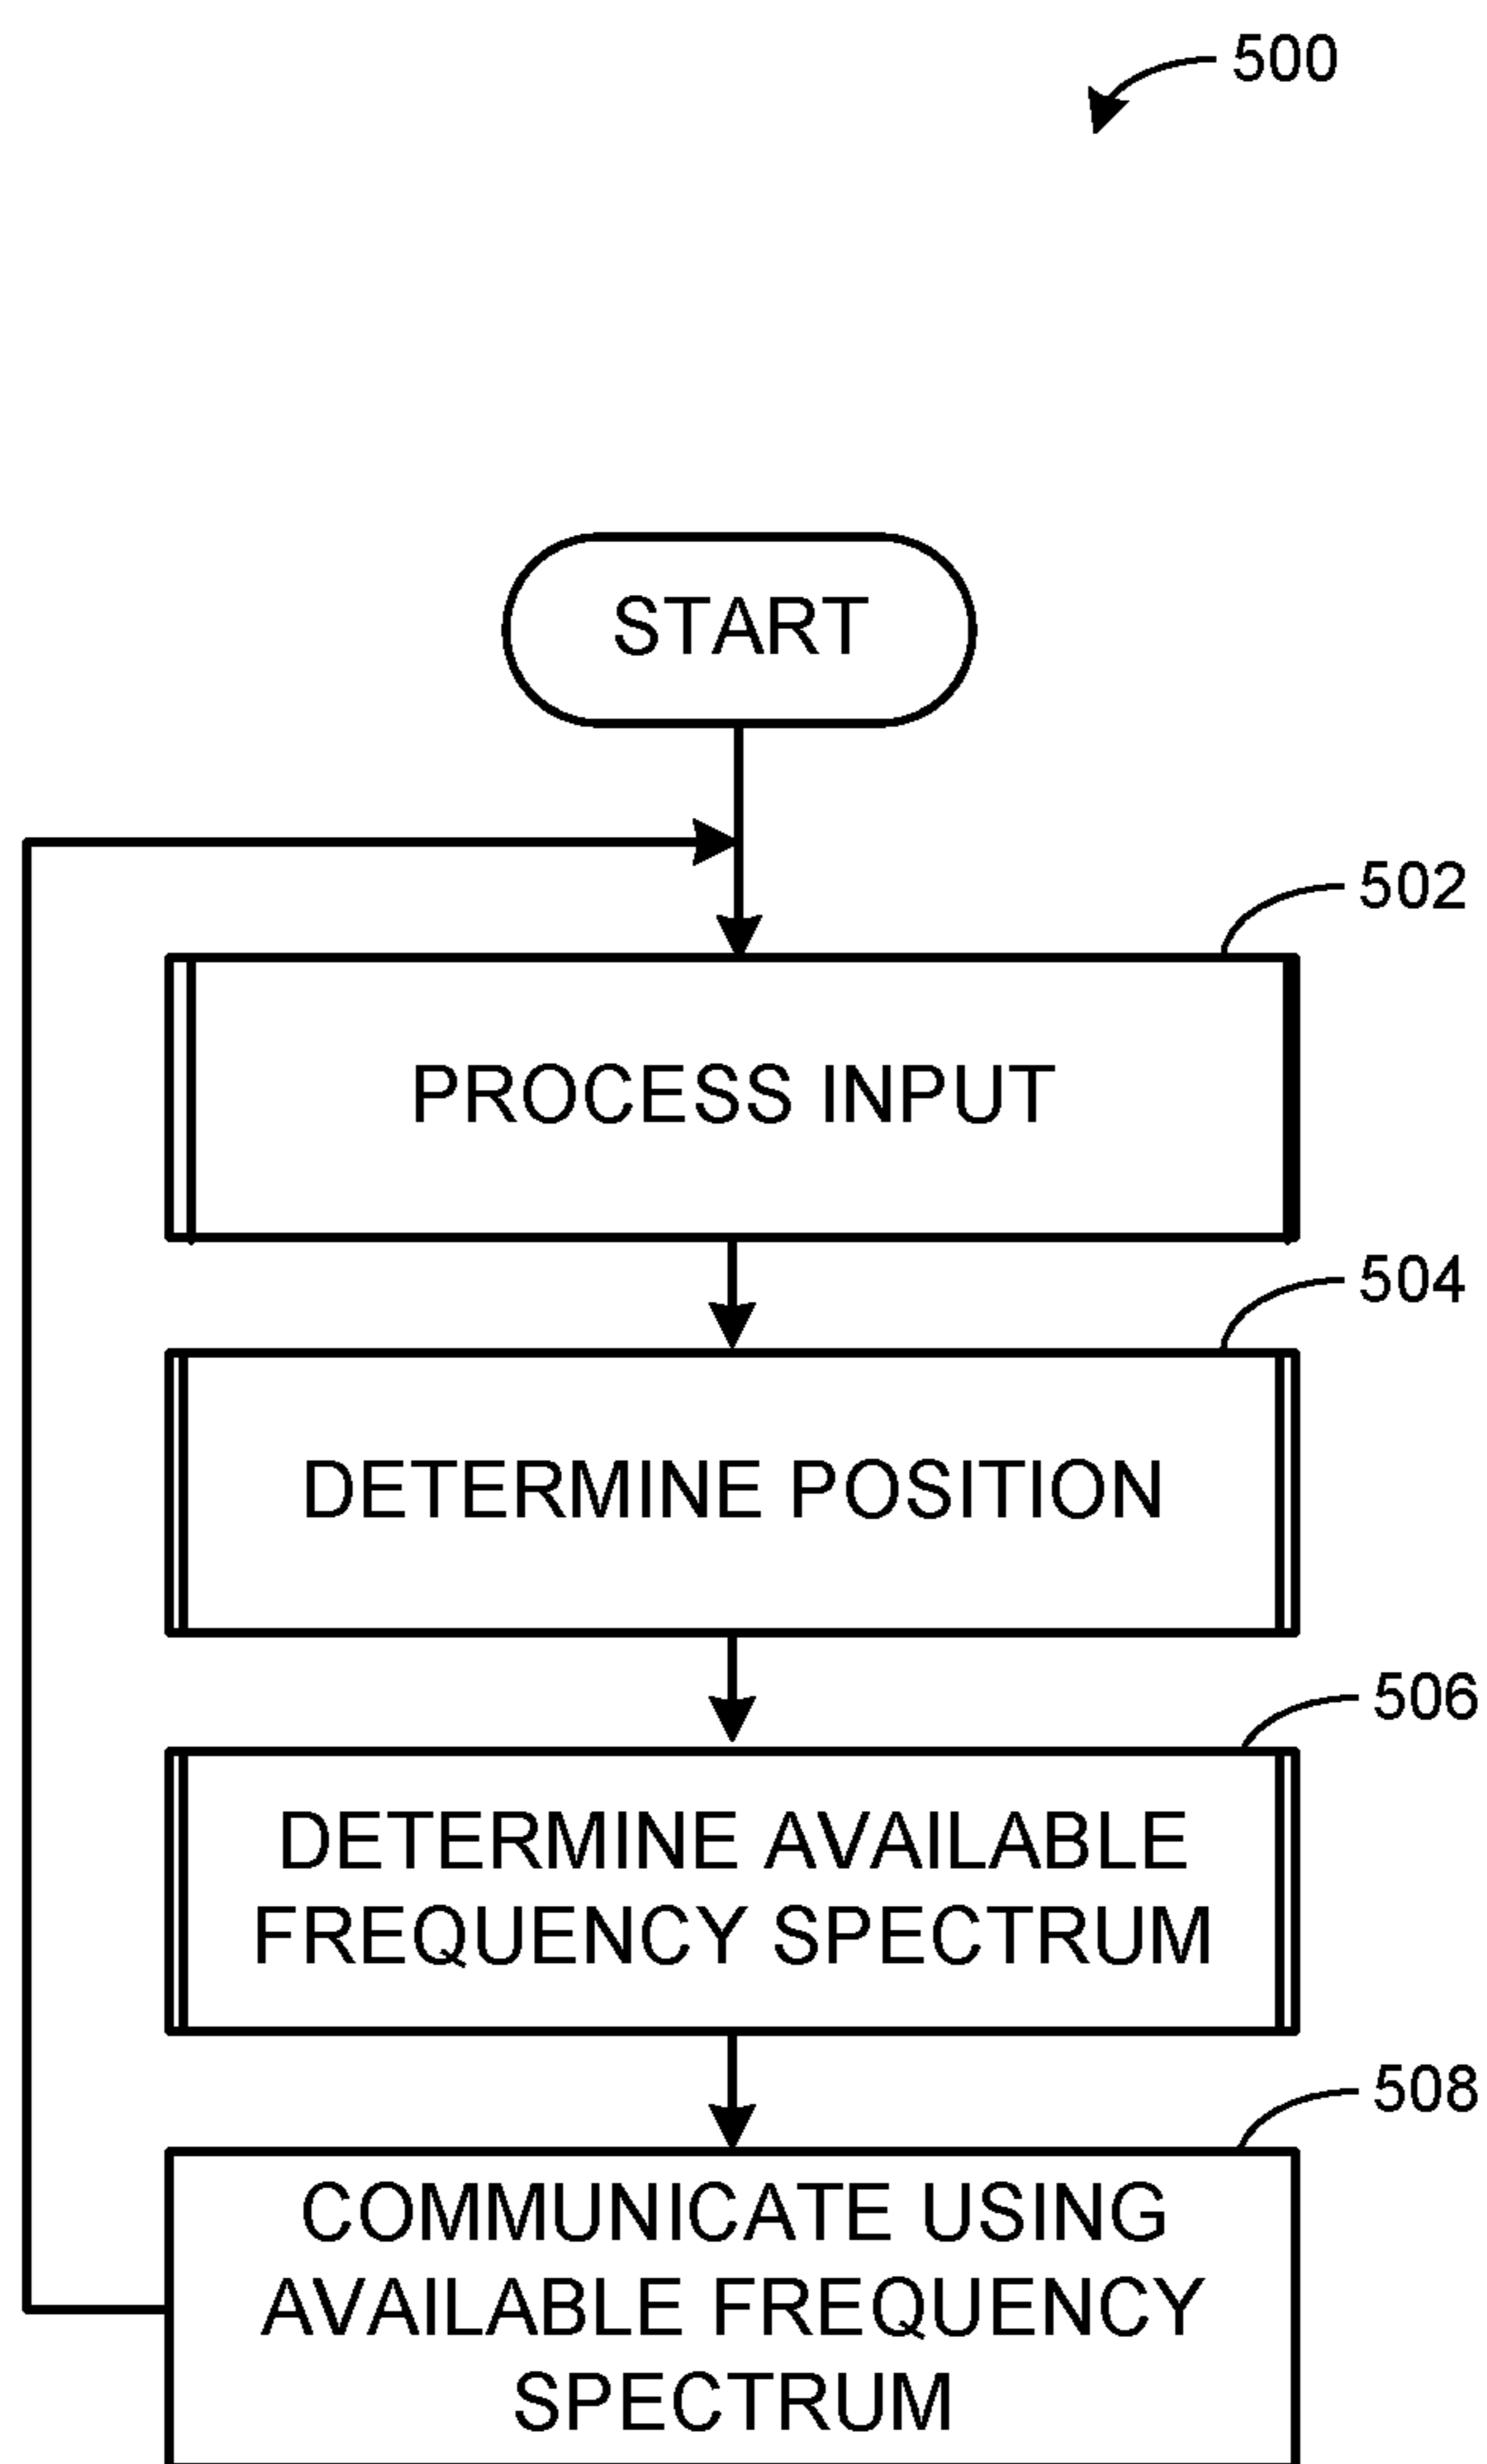 500
START
502
PROCESS INPUT
504
DETERMINE POSITION
506
DETERMINE AVAILABLE
FREQUENCY SPECTRUM
508
COMMUNICATE USING
AVAILABLE FREQUENCY
SPECTRUM